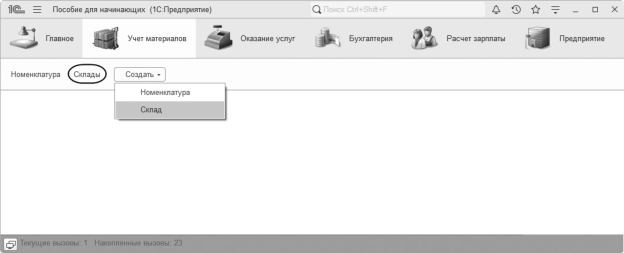 1С Пособие для начинающих (1С:Предприятие) Поиск Ctrl+Shift+F
Главное Учет материалов Оказание услуг Бухгалтерия Расчет зарплаты Предприятие
Номенклатура Склады Создать
Номенклатура
Склад
Текущие вызовы: 1 Накопленные вызовы: 23